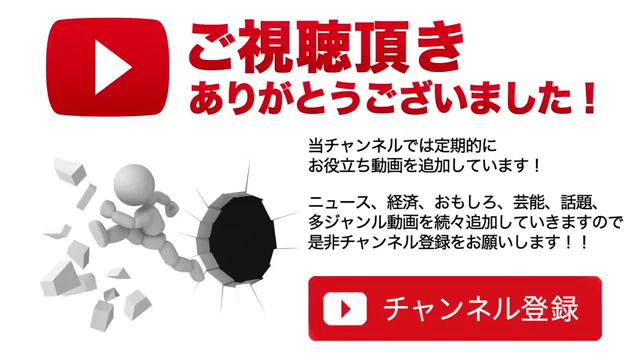 ご視聴頂き
ありがとうございました！
当チャンネルでは定期的に
お役立ち動画を追加しています！
ニュース、経済、おもしろ、芸能、話題、
多ジャンル動画を続々追加していきますので
是非チャンネル登録をお願いします！！
チャンネル登録